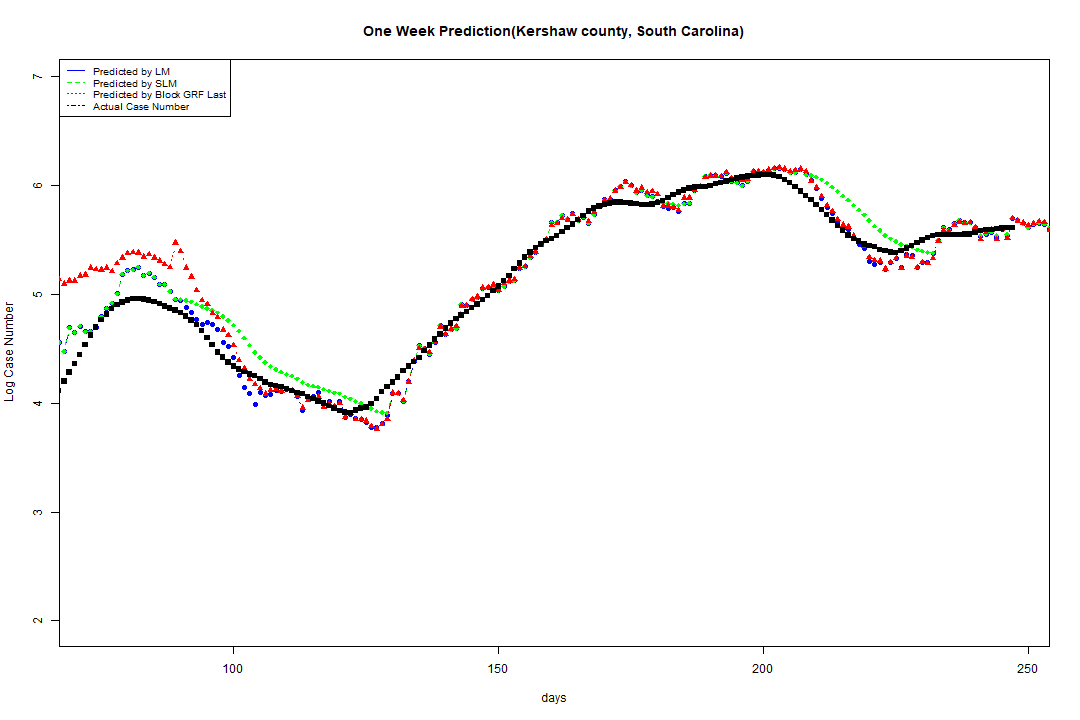 One Week Prediction(Kershaw county, South Carolina)
Predicted by LM
Predicted by SLM
Predicted by Block GRF Last
Actual Case Number
7
6
5
4
3
2
Log Case Number
100
150
200
250
days